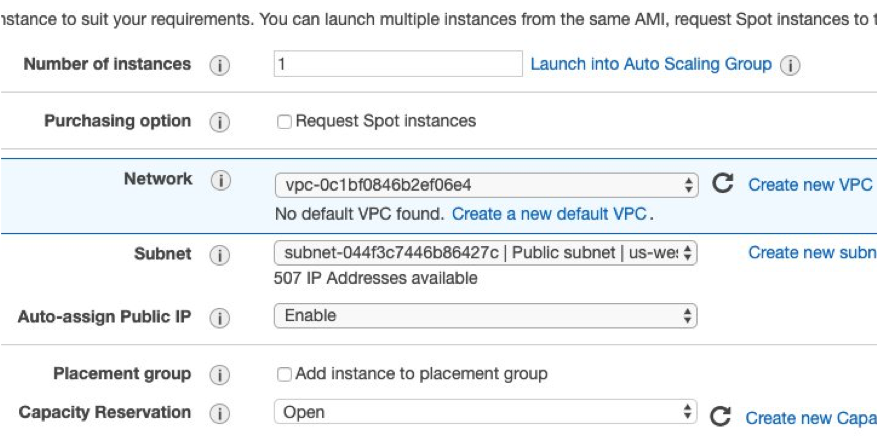 nstance to suit your requirements. You can launch multiple instances from the same AMI, request Spot instances to t
Number of instances i 1 Launch into Auto Scaling Group i
Purchasing option i Request Spot instances
Network i vpc-0c1bf0846b2ef06e4 Create new VPC
No default VPC found. Create a new default VPC.
Subnet i subnet-044f3c7446b86427c | Public subnet | us-wes Create new subn
507 IP Addresses available
Auto-assign Public IP i Enable
Placement group i Add instance to placement group
Capacity Reservation i Open Create new Capa